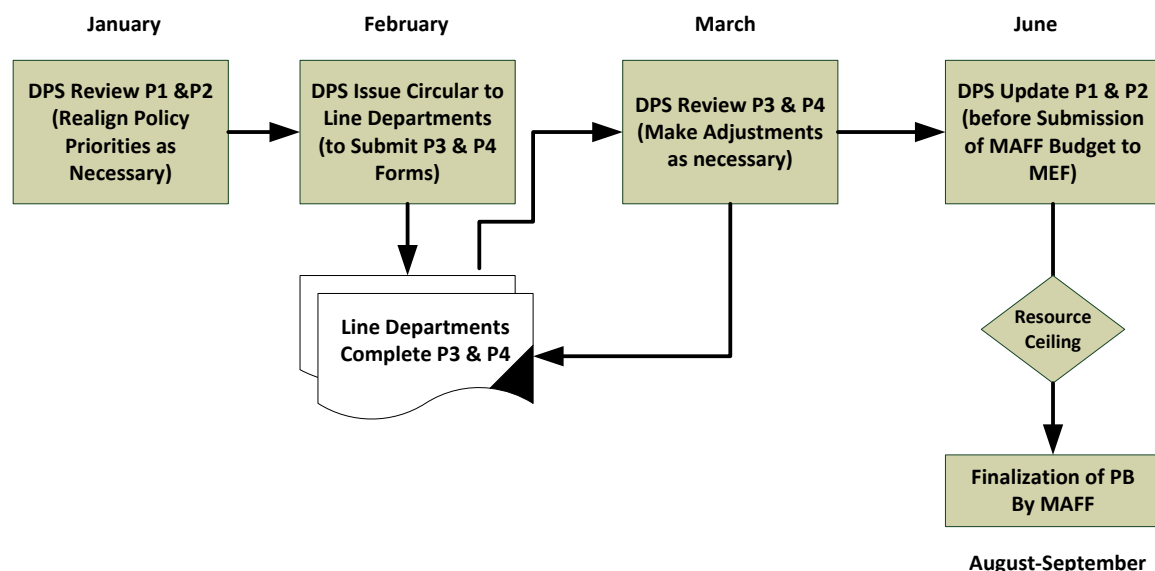 January
February
March
June
DPS Review P1 &P2
(Realign Policy
Priorities as
Necessary)
DPS Issue Circular to
Line Departments
(to Submit P3 & P4
Forms)
DPS Review P3 & P4
(Make Adjustments
as necessary)
DPS Update P1 & P2
(before Submission
of MAFF Budget to
MEF)
Line Departments
Complete P3 & P4
Resource
Ceiling
Finalization of PB
By MAFF
August-September